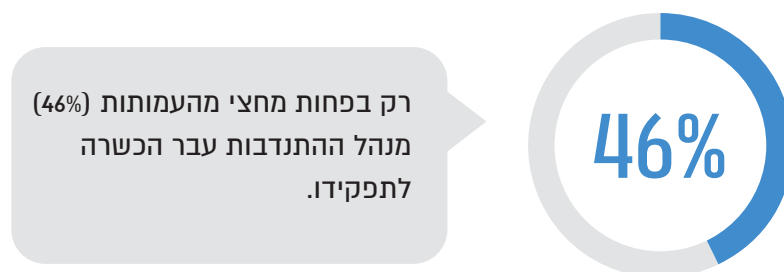 רק בפחות מחצי מהעמותות (46%)
מנהל ההתנדבות עבר הכשרה
לתפקידו.
46%